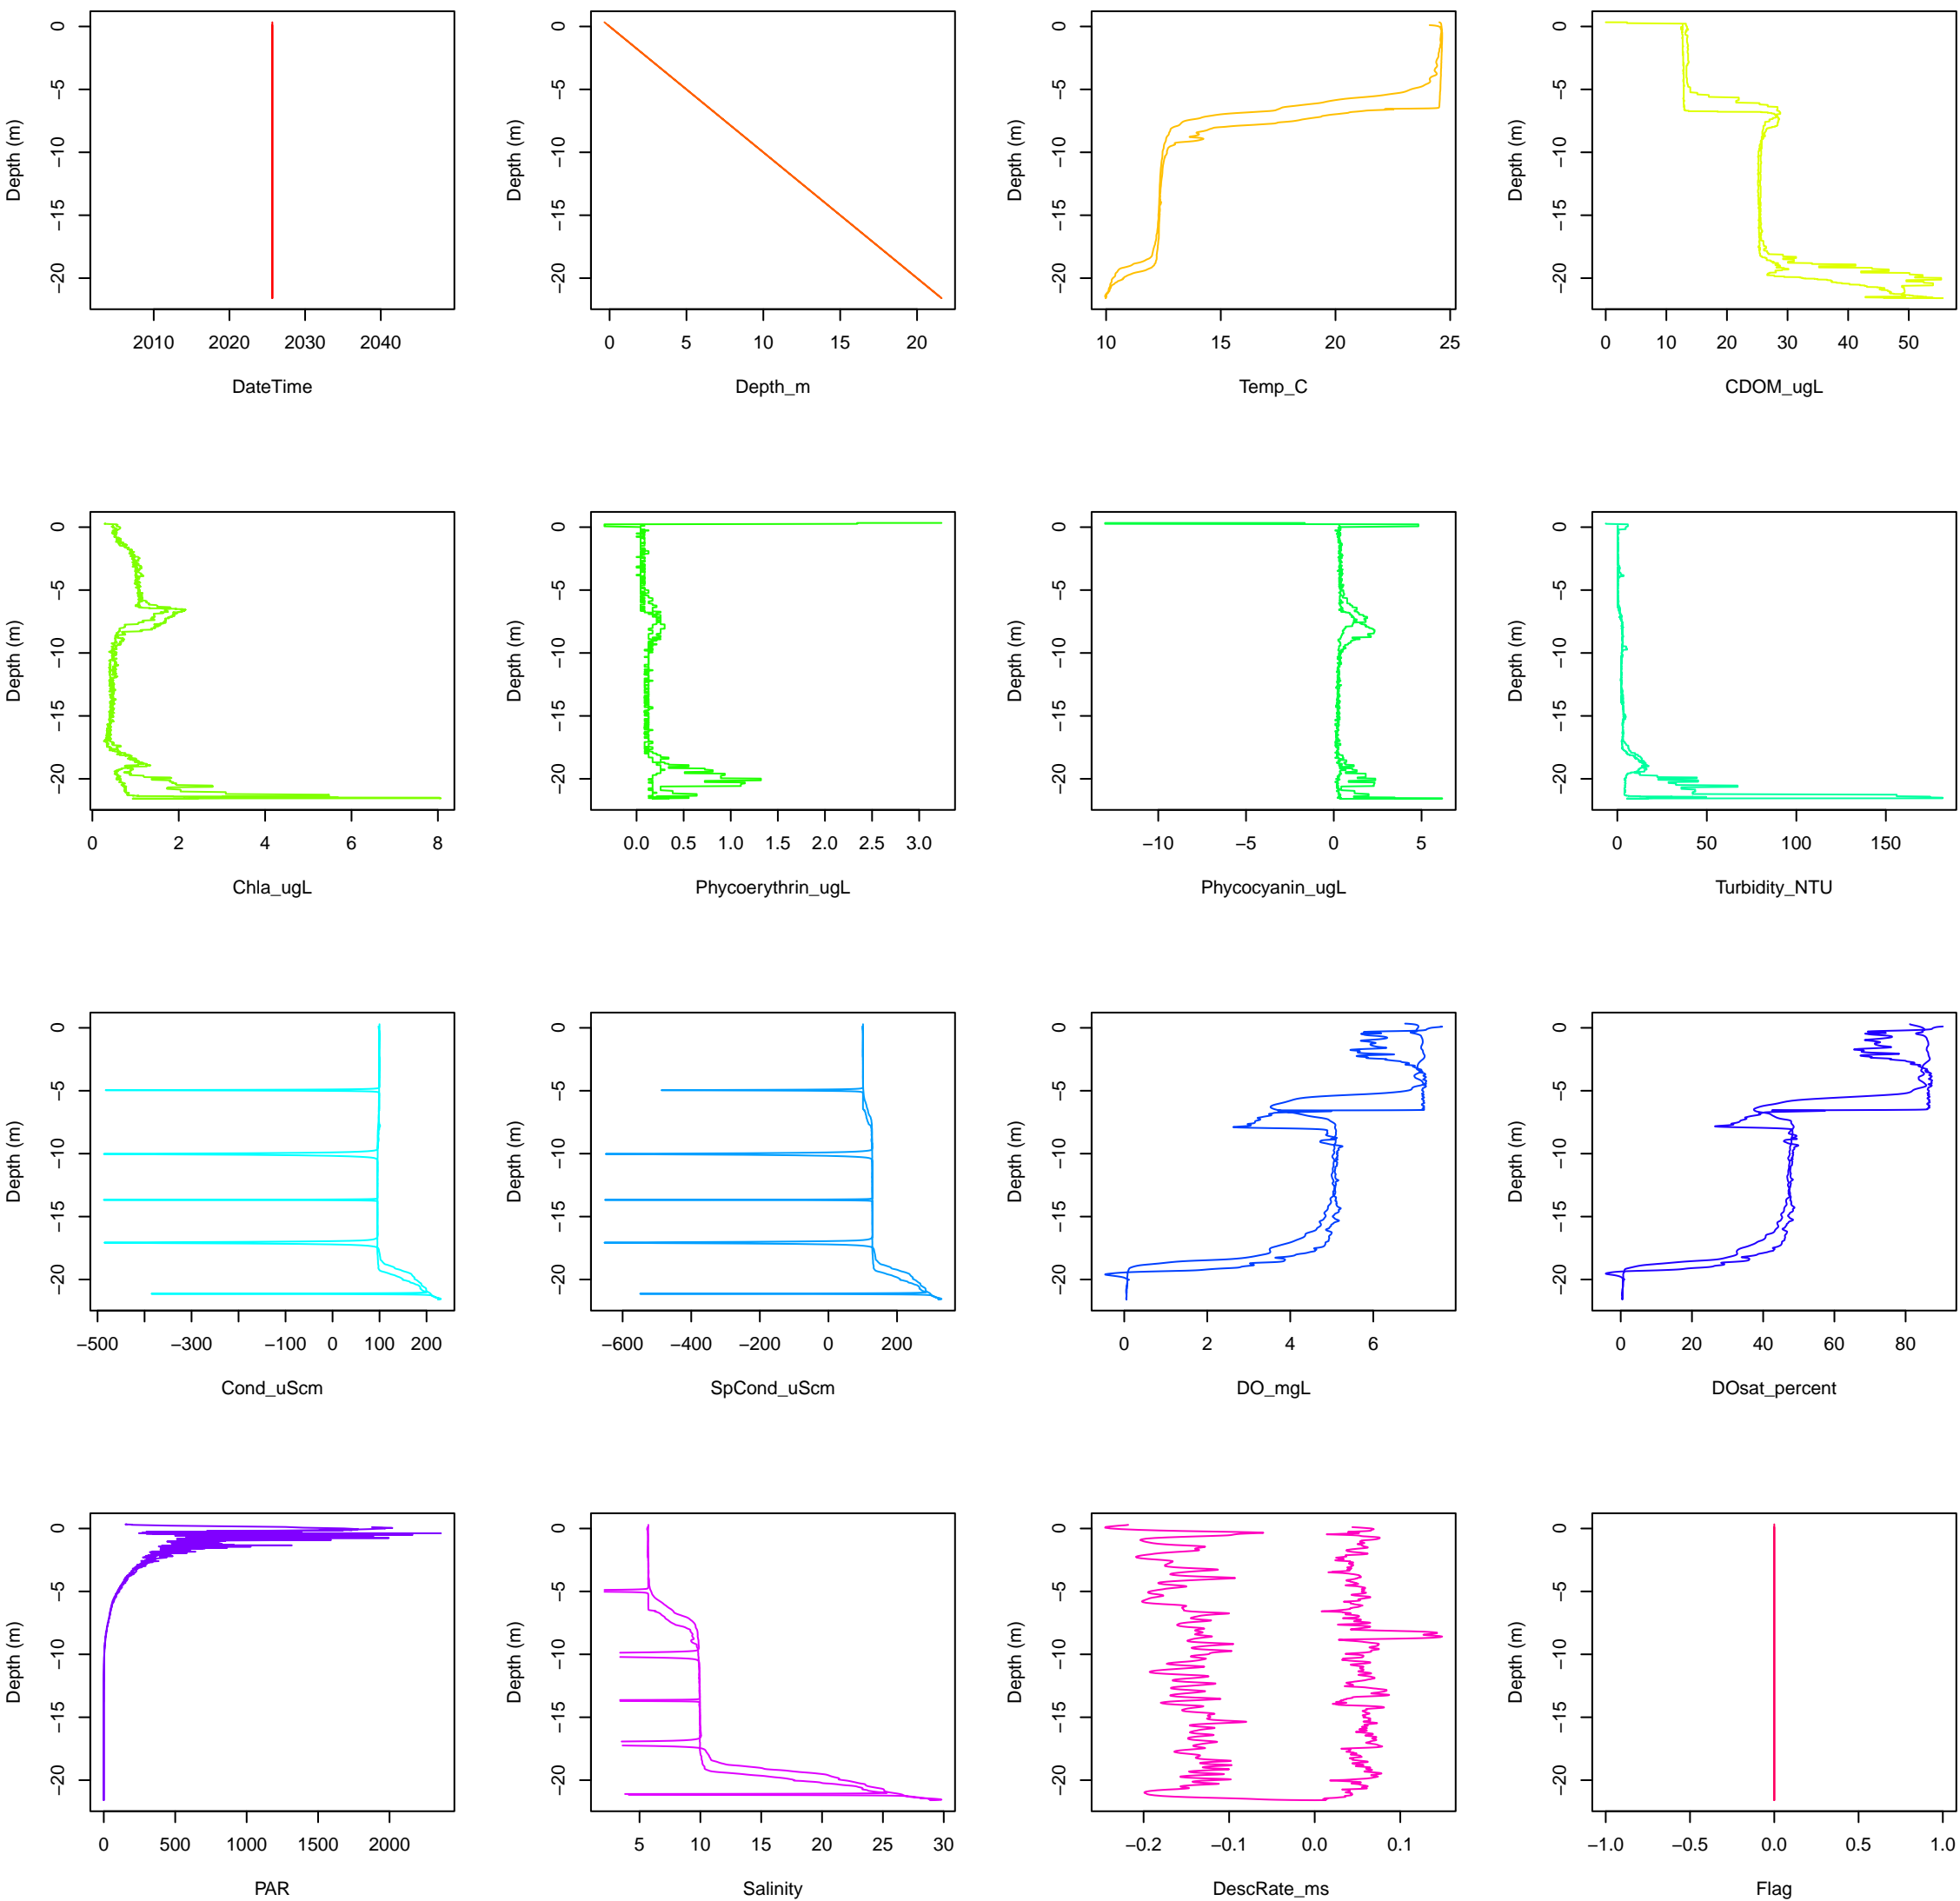 Depth (m)
0
−5
−10
−15
−20
2010 2020 2030 2040
DateTime
Depth (m)
0
−5
−10
−15
−20
0 5 10 15 20
Depth_m
Depth (m)
0
−5
−10
−15
−20
10 15 20 25
Temp_C
Depth (m)
0
−5
−10
−15
−20
0 10 20 30 40 50
CDOM_ugL
Depth (m)
0
−5
−10
−15
−20
0 2 4 6 8
Chla_ugL
Depth (m)
0
−5
−10
−15
−20
0.0 0.5 1.0 1.5 2.0 2.5 3.0
Phycoerythrin_ugL
Depth (m)
0
−5
−10
−15
−20
−10 −5 0 5
Phycocyanin_ugL
Depth (m)
0
−5
−10
−15
−20
0 50 100 150
Turbidity_NTU
Depth (m)
0
−5
−10
−15
−20
−500 −300 −100 0 100 200
Cond_uScm
Depth (m)
0
−5
−10
−15
−20
−600 −400 −200 0 200
SpCond_uScm
Depth (m)
0
−5
−10
−15
−20
0 2 4 6
DO_mgL
Depth (m)
0
−5
−10
−15
−20
0 20 40 60 80
DOsat_percent
Depth (m)
0
−5
−10
−15
−20
0 500 1000 1500 2000
PAR
Depth (m)
0
−5
−10
−15
−20
5 10 15 20 25 30
Salinity
Depth (m)
0
−5
−10
−15
−20
−0.2 −0.1 0.0 0.1
DescRate_ms
Depth (m)
0
−5
−10
−15
−20
−1.0 −0.5 0.0 0.5 1.0
Flag